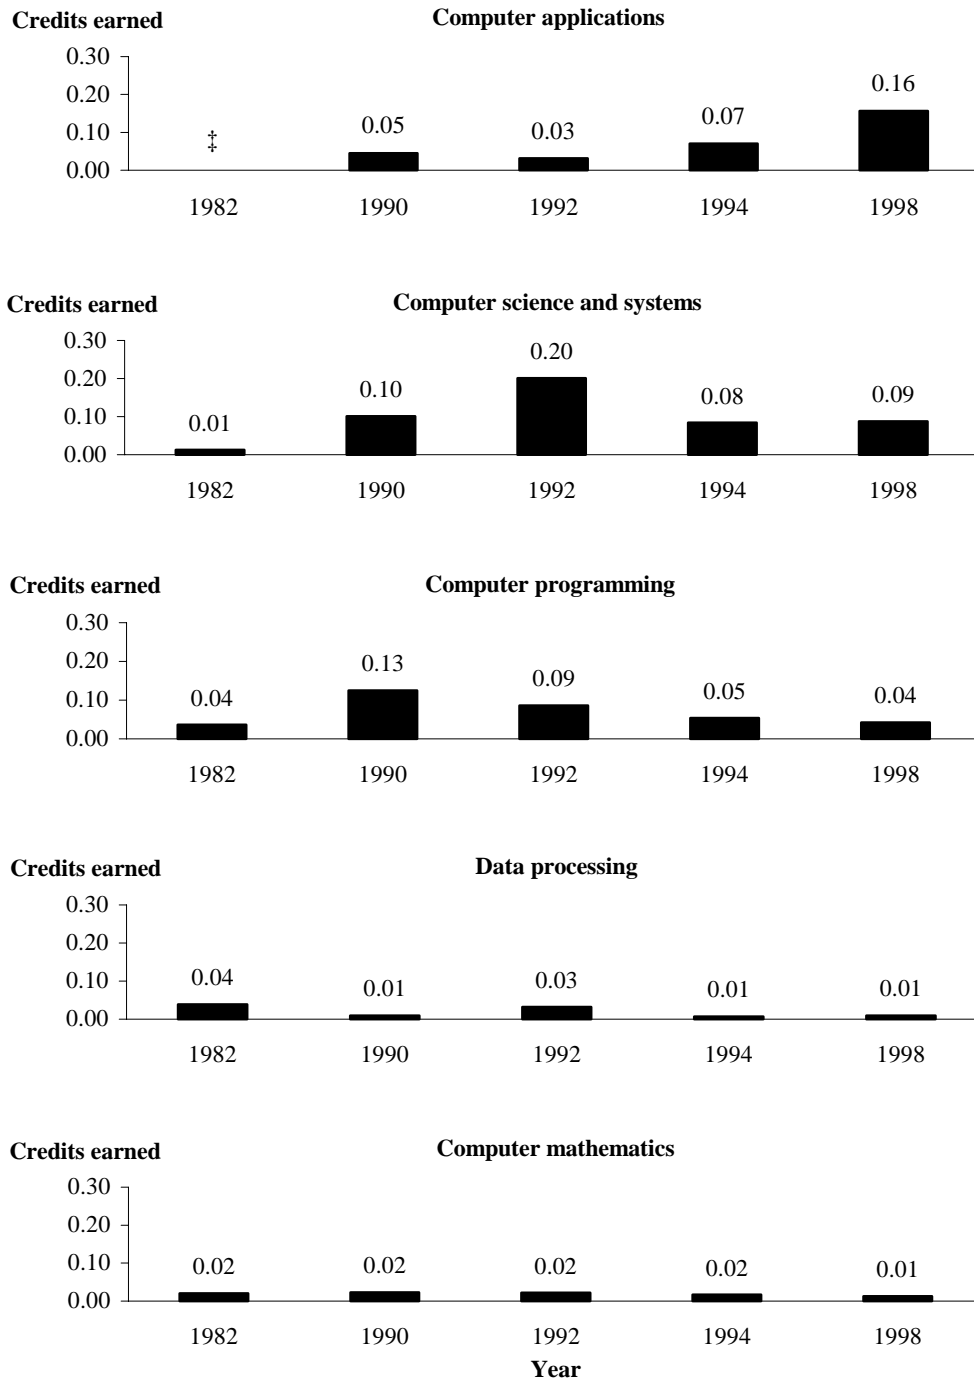 Credits earned Computer applications
0.30
0.20
0.10
0.00
‡ 0.05 0.03 0.07 0.16
1982 1990 1992 1994 1998
Credits earned Computer science and systems
0.30
0.20
0.10
0.00
0.01 0.10 0.20 0.08 0.09
1982 1990 1992 1994 1998
Credits earned Computer programming
0.30
0.20
0.10
0.00
0.04 0.13 0.09 0.05 0.04
1982 1990 1992 1994 1998
Credits earned Data processing
0.30
0.20
0.10
0.00
0.04 0.01 0.03 0.01 0.01
1982 1990 1992 1994 1998
Credits earned Computer mathematics
0.30
0.20
0.10
0.00
0.02 0.02 0.02 0.02 0.01
1982 1990 1992 1994 1998
Year